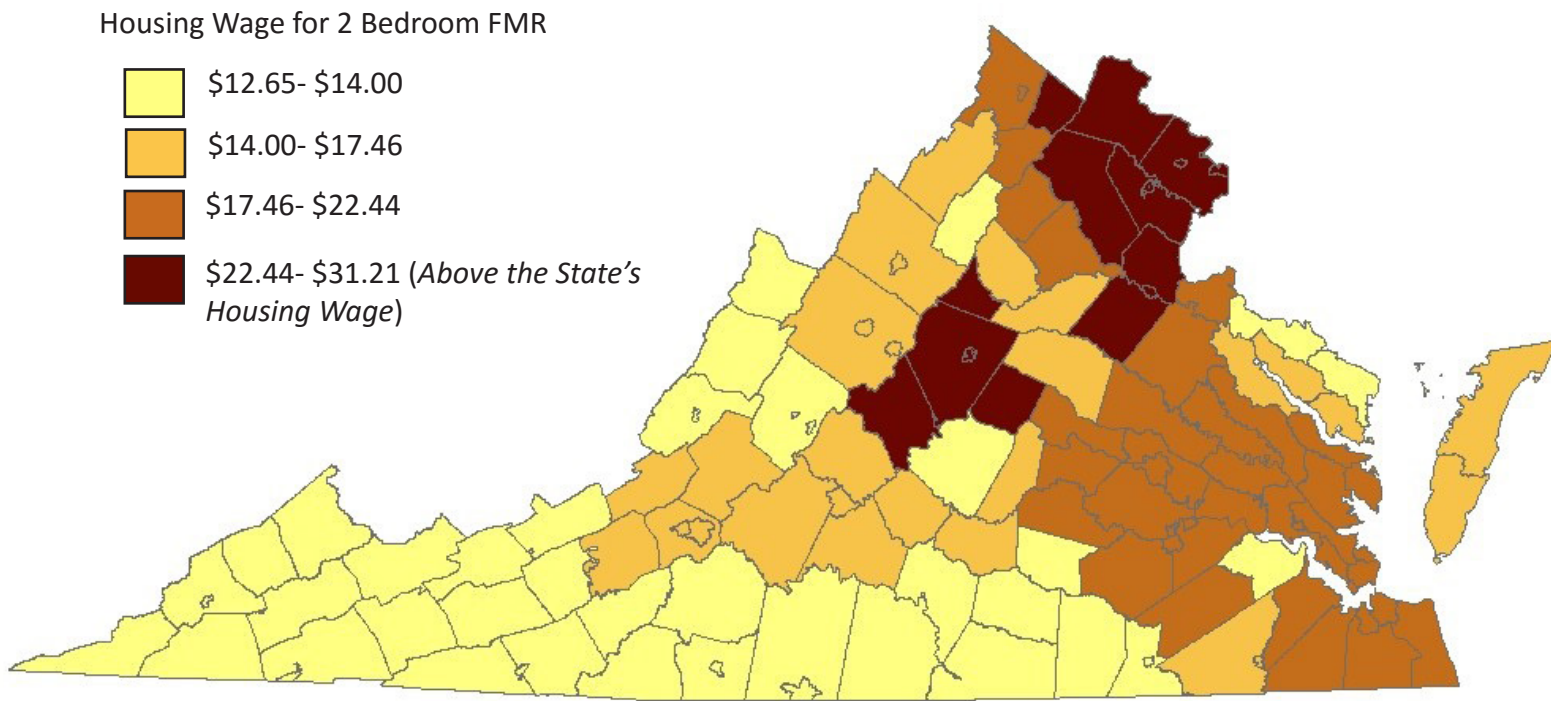 Housing Wage for 2 Bedroom FMR
$12.65- $14.00
$14.00- $17.46
$17.46- $22.44
$22.44- $31.21 (Above the State's
Housing Wage)